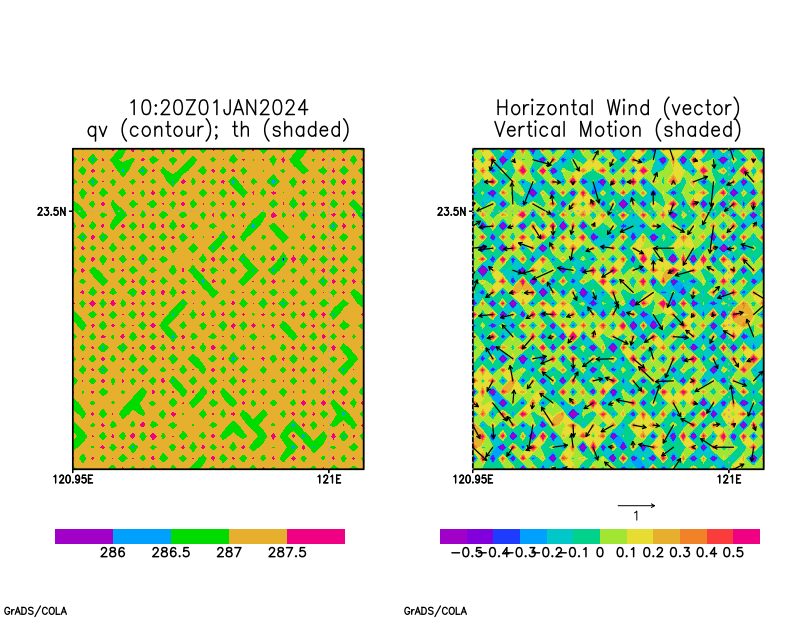 10:20Z01JAN2024
qv (contour); th (shaded)
Horizontal Wind (vector)
Vertical Motion (shaded)
23.5N
23.5N
120.95E
121E
120.95E
121E
1
286 286.5 287 287.5
-0.5 -0.4 -0.3 -0.2 -0.1 0 0.1 0.2 0.3 0.4 0.5
GrADS/COLA
GrADS/COLA